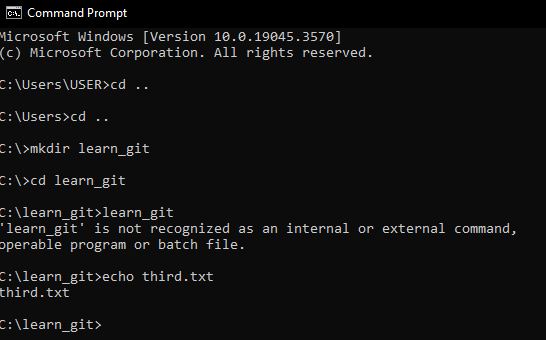 Command Prompt
Microsoft Windows [Version 10.0.19045.3570]
(c) Microsoft Corporation. All rights reserved.
C:\Users\USER>cd ..
C:\Users>cd ..
C:\>mkdir learn_git
C:\>cd learn_git
C:\learn_git>learn_git
'learn_git' is not recognized as an internal or external command,
operable program or batch file.
C:\learn_git>echo third.txt
third.txt
C:\learn_git>